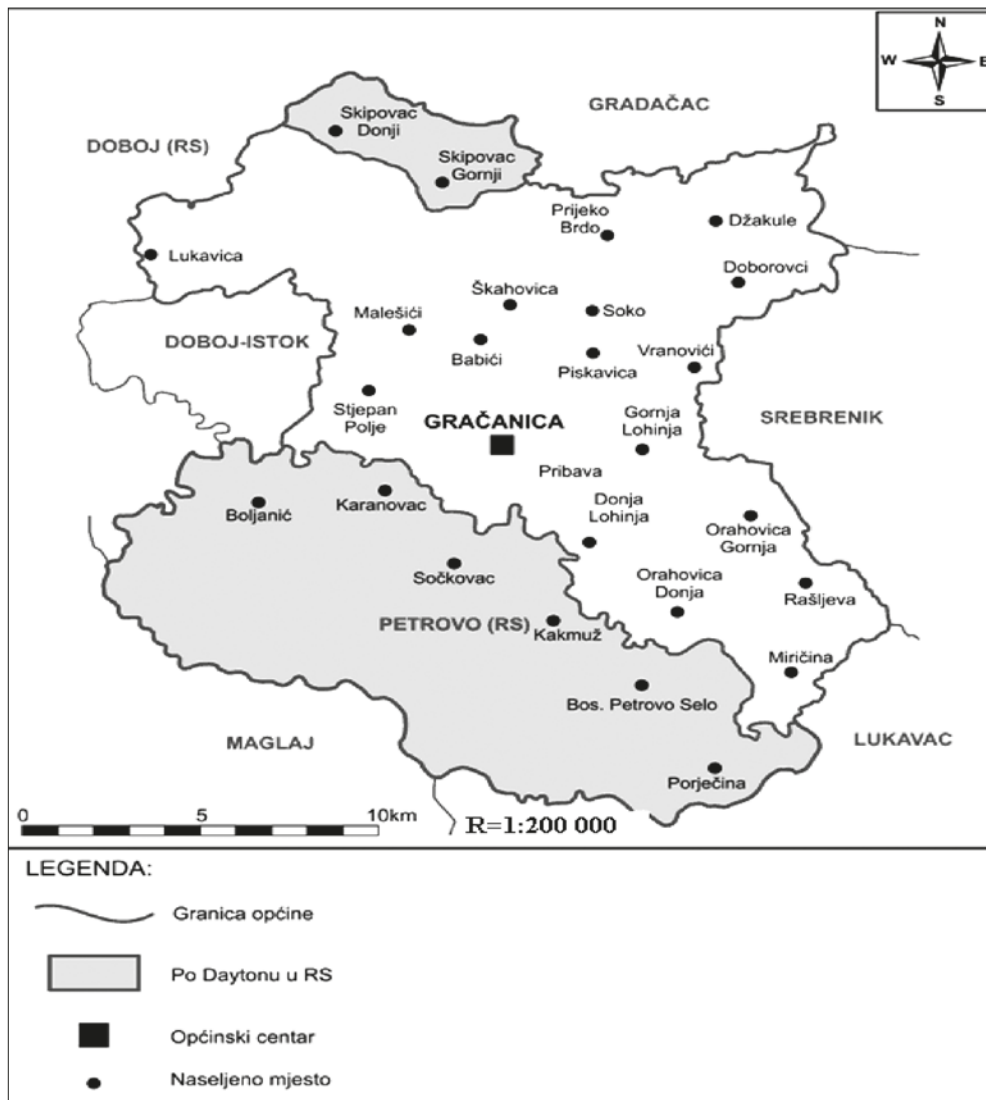 N
W
E
S
GRADAČAC
Skipovac
Donji
DOBOJ (RS)
Skipovac
Gornji
Prijeko
Brdo
Džakule
Lukavica
Doborovci
Škahovica
Malešići
Soko
DOBOJ-ISTOK
Babići
Piskavica
Vranovići
Stjepan
Polje
GRAČANICA
Gornja
Lohinja
SREBRENIK
Pribava
Boljanić
Karanovac
Donja
Lohinja
Orahovica
Gornja
Sočkovac
Orahovica
Donja
Rašljeva
PETROVO (RS)
Kakmuž
Miričina
Bos. Petrovo Selo
MAGLAJ
LUKAVAC
Porječina
0 5 10km
R=1:200 000
LEGENDA:
Granica općine
Po Daytonu u RS
Općinski centar
Naseljeno mjesto